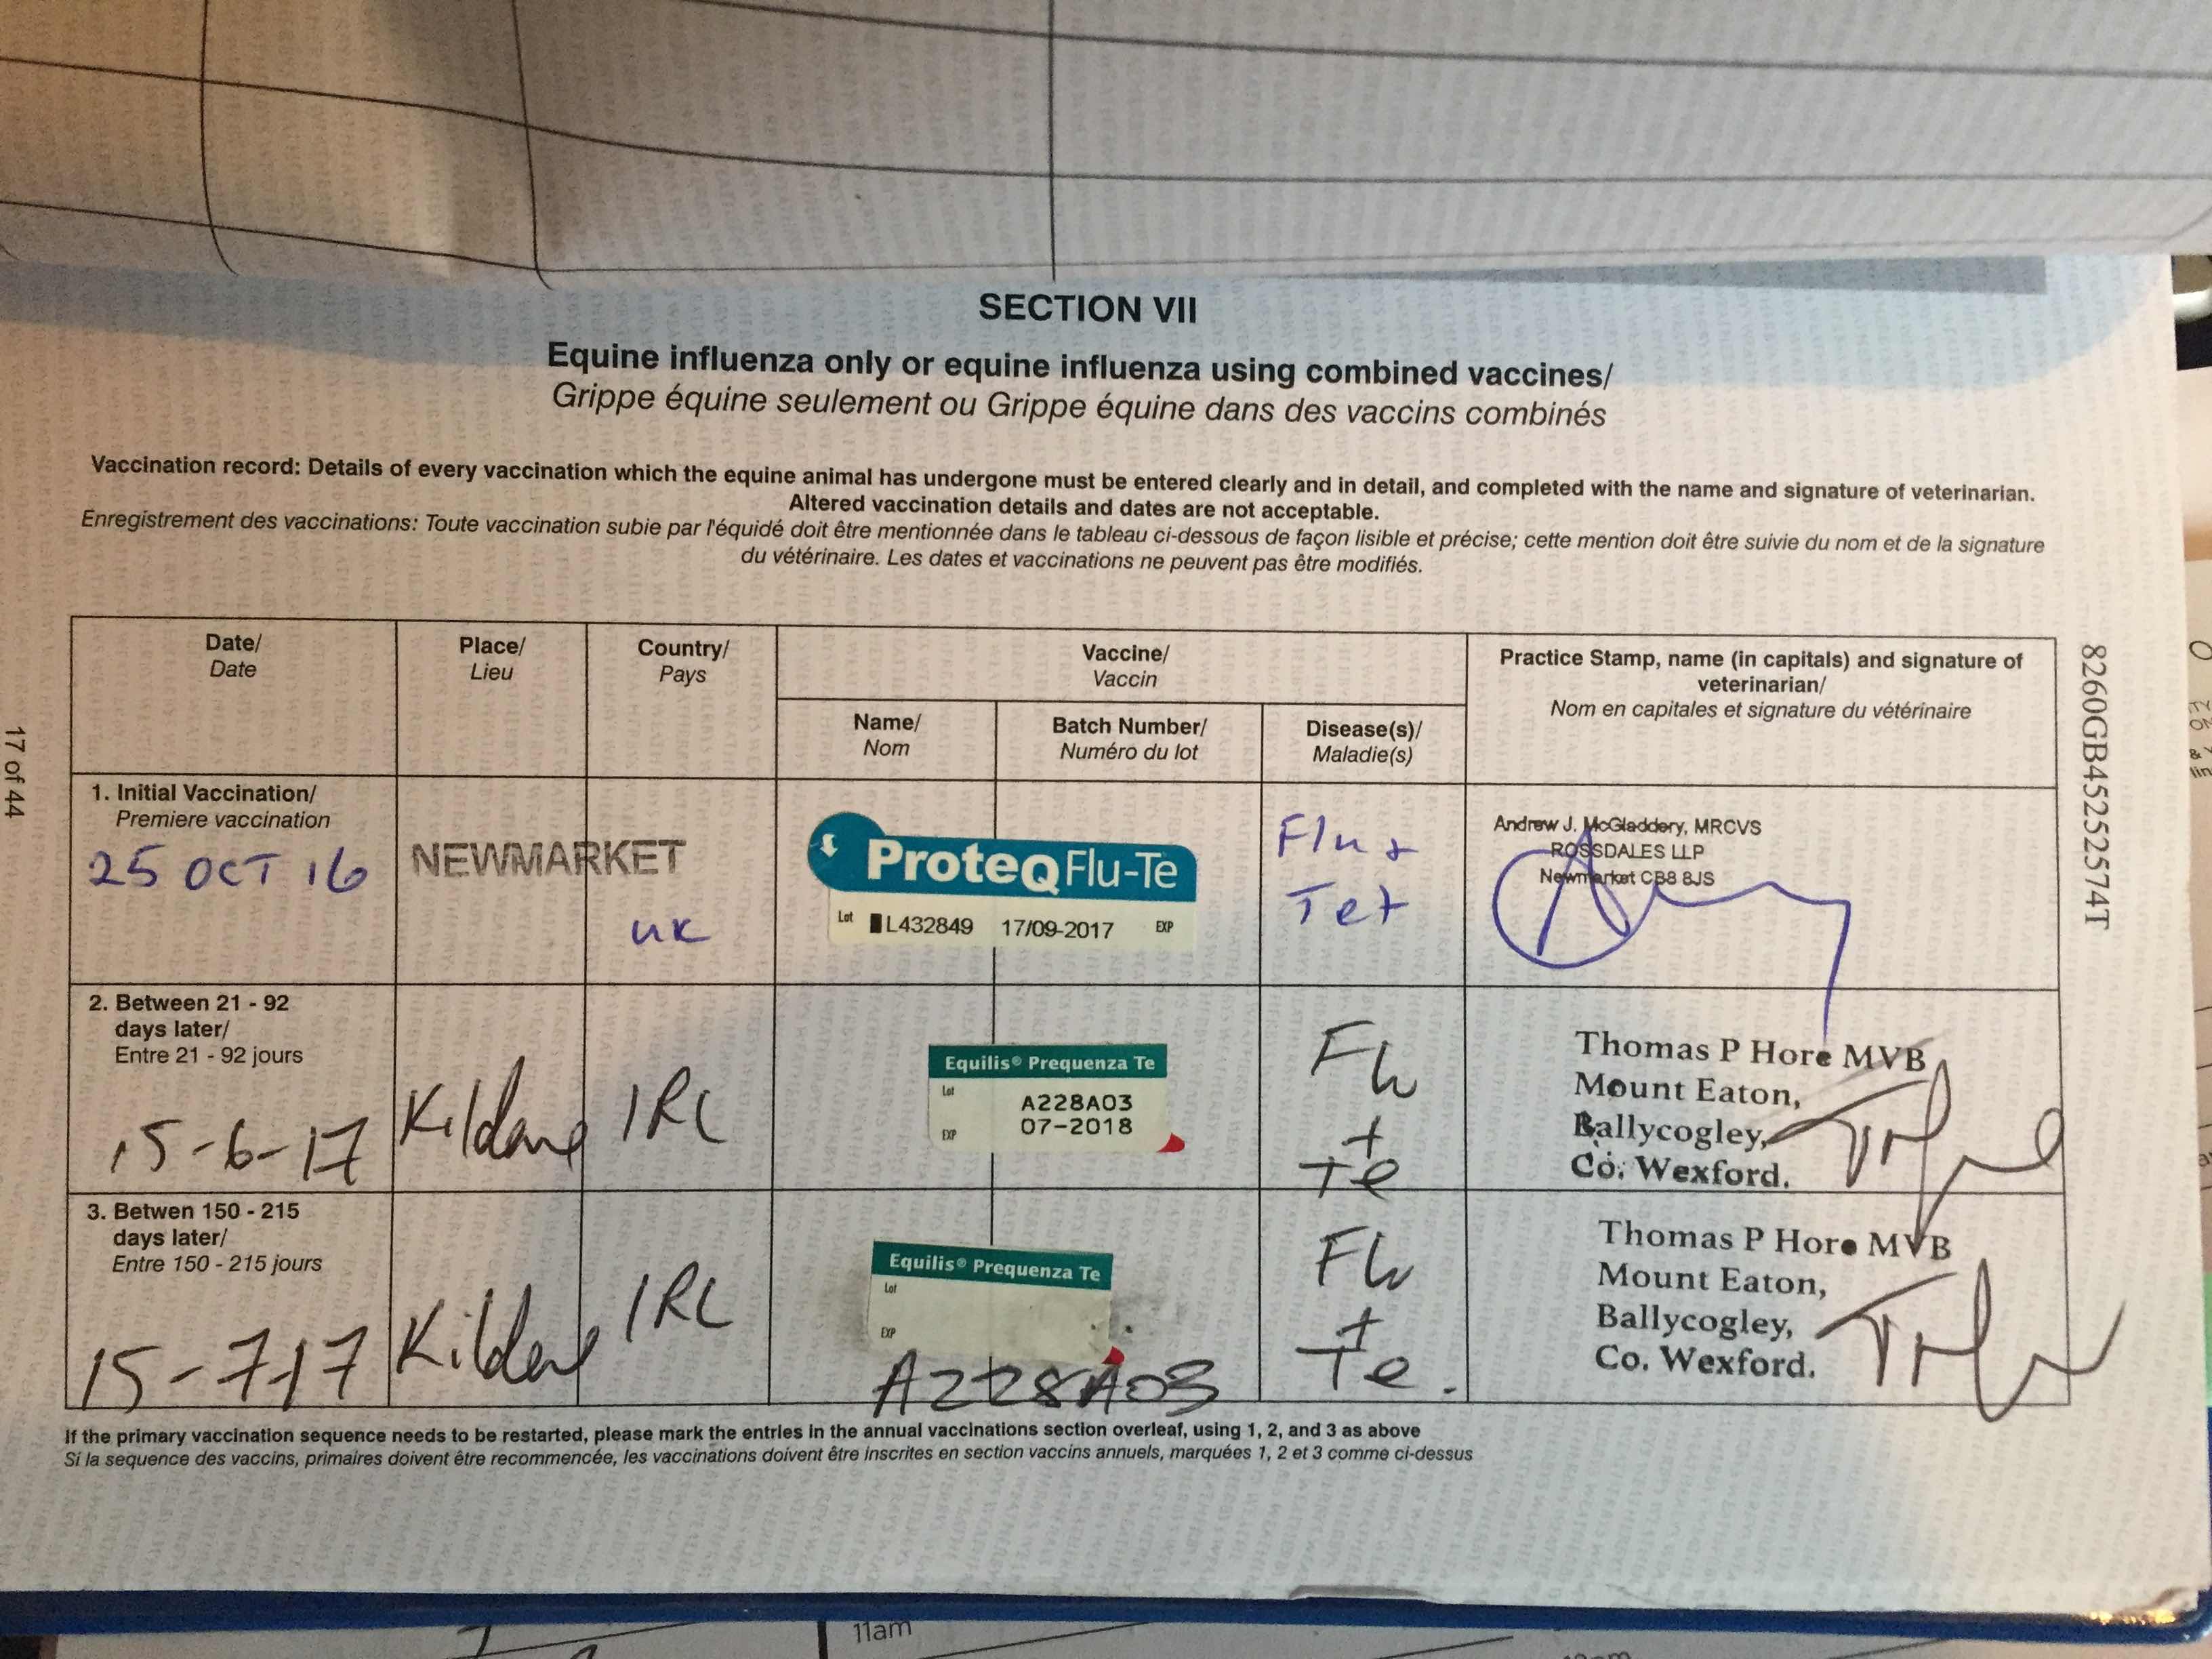 SECTION VII
Equine influenza only or equine influenza using combined vaccines/
Grippe équine seulement ou Grippe équine dans des vaccins combinés
Vaccination record: Details of every vaccination which the equine animal has undergone must be entered clearly and in detail, and completed with the name and signature of veterinarian.
Altered vaccination details and dates are not acceptable.
Enregistrement des vaccinations: Toute vaccination subie par l'équidé doit être mentionnée dans le tableau ci-dessous de façon lisible et précise; cette mention doit être suivie du nom et de la signature
du vétérinaire. Les dates et vaccinations ne peuvent pas être modifiés.
Date/
Date
Place/
Lieu
Country/
Pays
Vaccine/
Vaccin
Name/
Nom
Batch Number/
Numéro du lot
Disease(s)/
Maladie(s)
Practice Stamp, name (in capitals) and signature of
veterinarian/
Nom en capitales et signature du vétérinaire
1. Initial Vaccination/
Premiere vaccination
25 OCT 16
NEWMARKET
UK
ProteqFlu-Te
Lot L432849 17/09-2017 EXP
Flu +
Tet
Andrew J. McGladdery, MRCVS
ROSSDALES LLP
Newmarket CB8 8JS
2. Between 21 - 92
days later/
Entre 21 - 92 jours
15-6-17
Kildare
IRL
Equilis® Prequenza Te
Lot
A228A03
EXP
07-2018
Flu
+
Te
Thomas P Hore MVB
Mount Eaton,
Ballycogley,
Co. Wexford.
3. Betwen 150 - 215
days later/
Entre 150 - 215 jours
15-7-17
Kildare
IRL
Equilis® Prequenza Te
Lot
EXP
A228A03
Flu
+
Te.
Thomas P Hore MVB
Mount Eaton,
Ballycogley,
Co. Wexford.
If the primary vaccination sequence needs to be restarted, please mark the entries in the annual vaccinations section overleaf, using 1, 2, and 3 as above
Si la sequence des vaccins, primaires doivent être recommencée, les vaccinations doivent être inscrites en section vaccins annuels, marquées 1, 2 et 3 comme ci-dessus
17 of 44
8260GB45252574T
11am